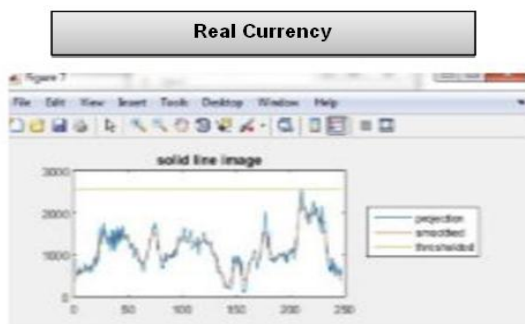 Real Currency
Figure 7
File Edit View Insert Tools Desktop Window Help
solid line image
3000
2000
1000
0
0 50 100 150 200 250
projection
smoothed
thresholded